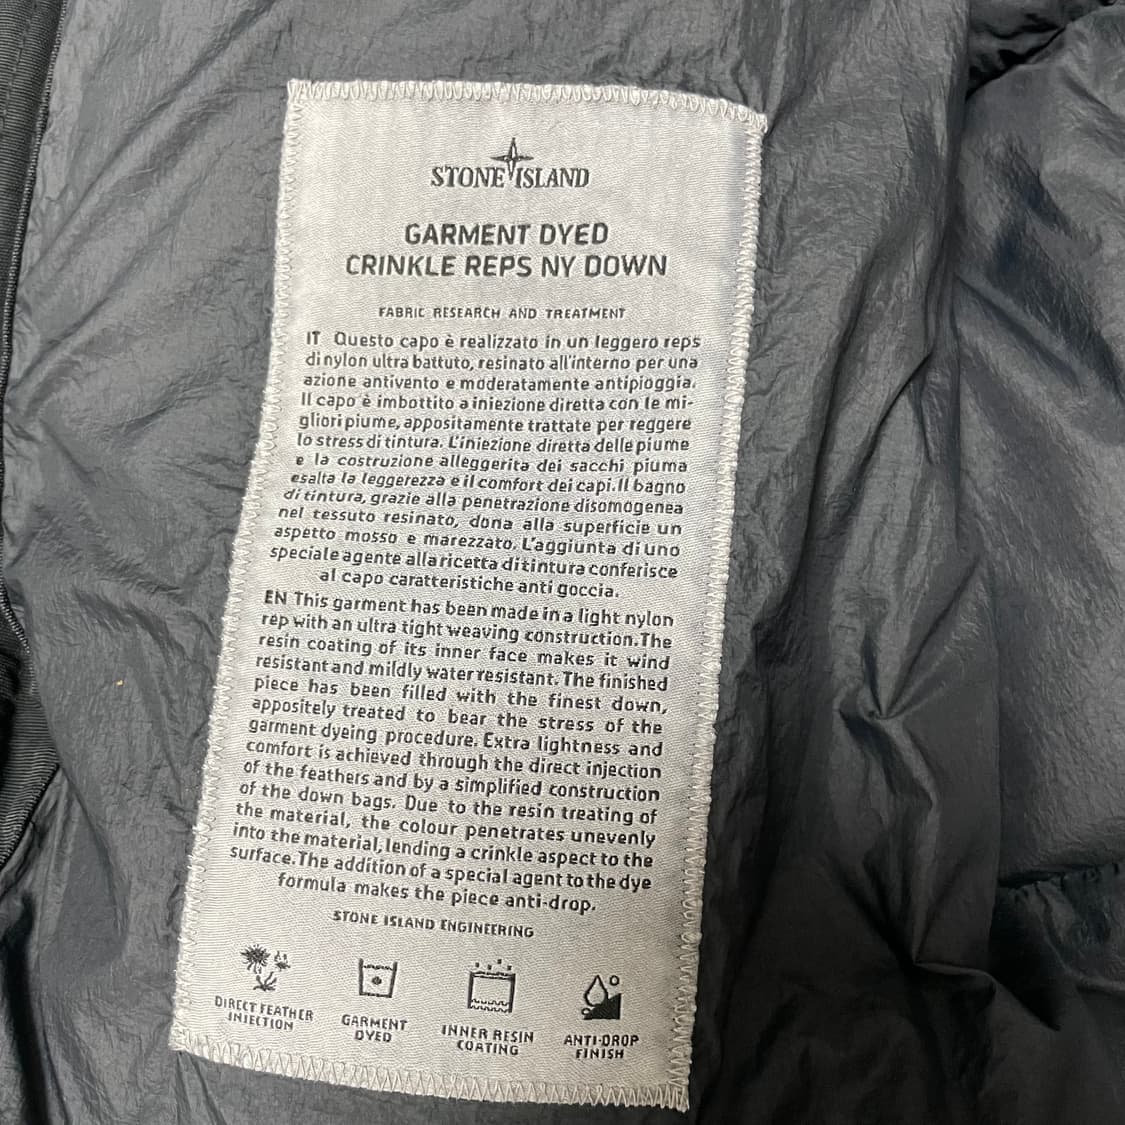 STONE ISLAND
GARMENT DYED
CRINKLE REPS NY DOWN
FABRIC RESEARCH AND TREATMENT
IT Questo capo è realizzato in un leggero reps
di nylon ultra battuto, resinato all'interno per una
azione antivento e moderatamente antipioggia.
Il capo è imbottito a iniezione diretta con le mi-
gliori piume, appositamente trattate per reggere
lo stress di tintura. L'iniezione diretta delle piume
e la costruzione alleggerita dei sacchi piuma
esalta la leggerezza e il comfort dei capi. Il bagno
di tintura, grazie alla penetrazione disomogenea
nel tessuto resinato, dona alla superficie un
aspetto mosso e marezzato. L'aggiunta di uno
speciale agente alla ricetta di tintura conferisce
al capo caratteristiche anti goccia.
EN This garment has been made in a light nylon
rep with an ultra tight weaving construction. The
resin coating of its inner face makes it wind
resistant and mildly water resistant. The finished
piece has been filled with the finest down,
appositely treated to bear the stress of the
garment dyeing procedure. Extra lightness and
comfort is achieved through the direct injection
of the feathers and by a simplified construction
of the down bags. Due to the resin treating of
the material, the colour penetrates unevenly
into the material, lending a crinkle aspect to the
surface. The addition of a special agent to the dye
formula makes the piece anti-drop.
STONE ISLAND ENGINEERING
DIRECT FEATHER
INJECTION
GARMENT
DYED
INNER RESIN
COATING
ANTI-DROP
FINISH